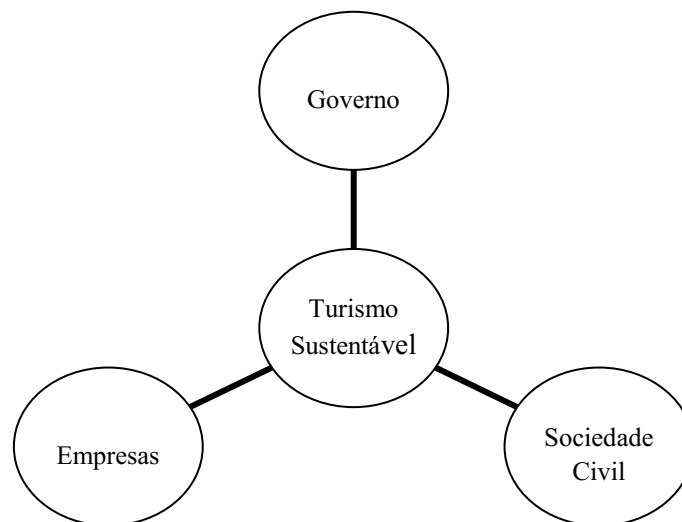 Governo
Turismo
Sustentável
Empresas
Sociedade
Civil